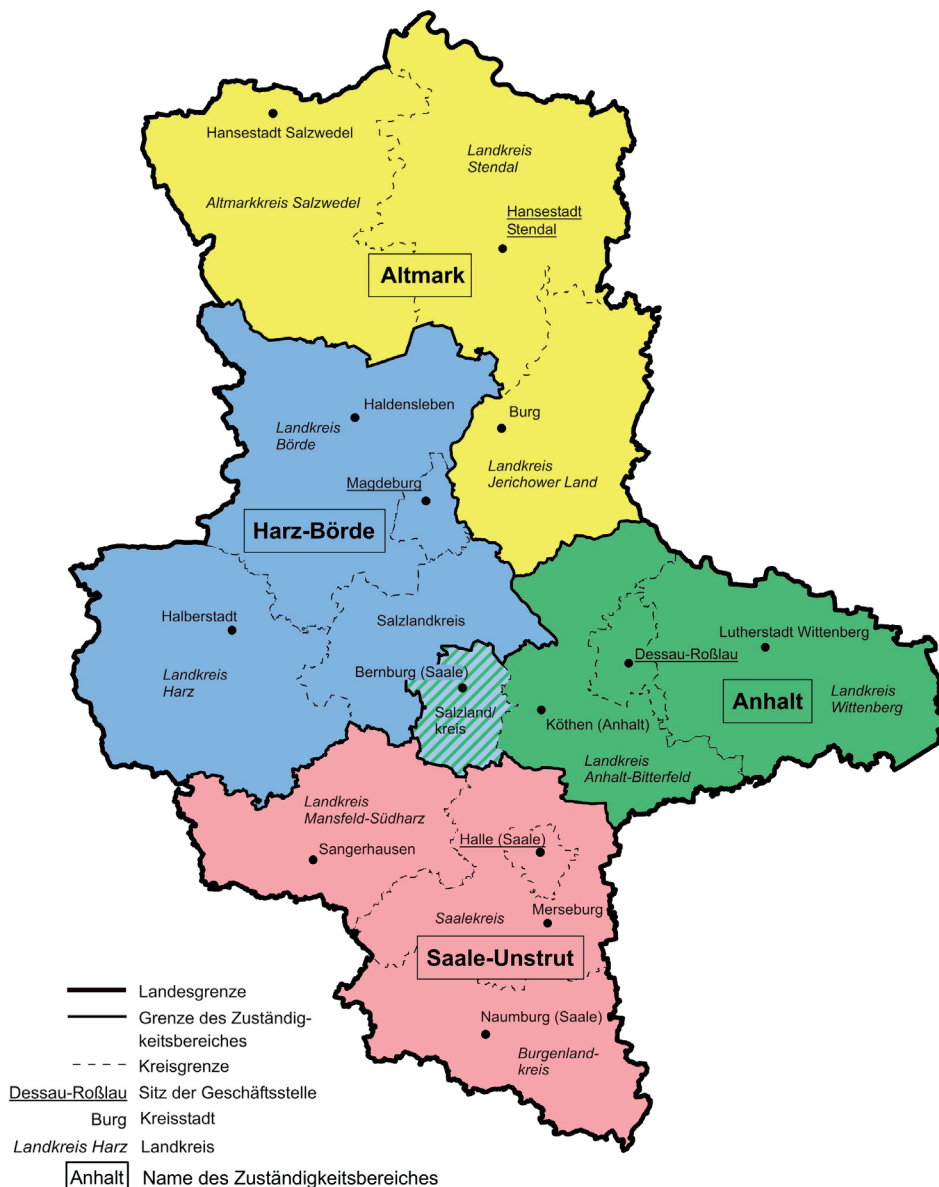 Hansestadt Salzwedel
Landkreis
Stendal
Altmarkkreis Salzwedel
Hansestadt
Stendal
Altmark
Haldensleben
Burg
Landkreis
Börde
Landkreis
Jerichower Land
Magdeburg
Harz-Börde
Halberstadt
Salzlandkreis
Lutherstadt Wittenberg
Dessau-Roßlau
Landkreis
Harz
Bernburg (Saale)
Anhalt
Landkreis
Wittenberg
Salzland/
kreis
Köthen (Anhalt)
Landkreis
Anhalt-Bitterfeld
Landkreis
Mansfeld-Südharz
Halle (Saale)
Sangerhausen
Saalekreis
Merseburg
Saale-Unstrut
Naumburg (Saale)
Burgenland-
kreis
Landesgrenze
Grenze des Zuständig-
keitsbereiches
Kreisgrenze
Dessau-Roßlau Sitz der Geschäftsstelle
Burg Kreisstadt
Landkreis Harz Landkreis
Anhalt Name des Zuständigkeitsbereiches